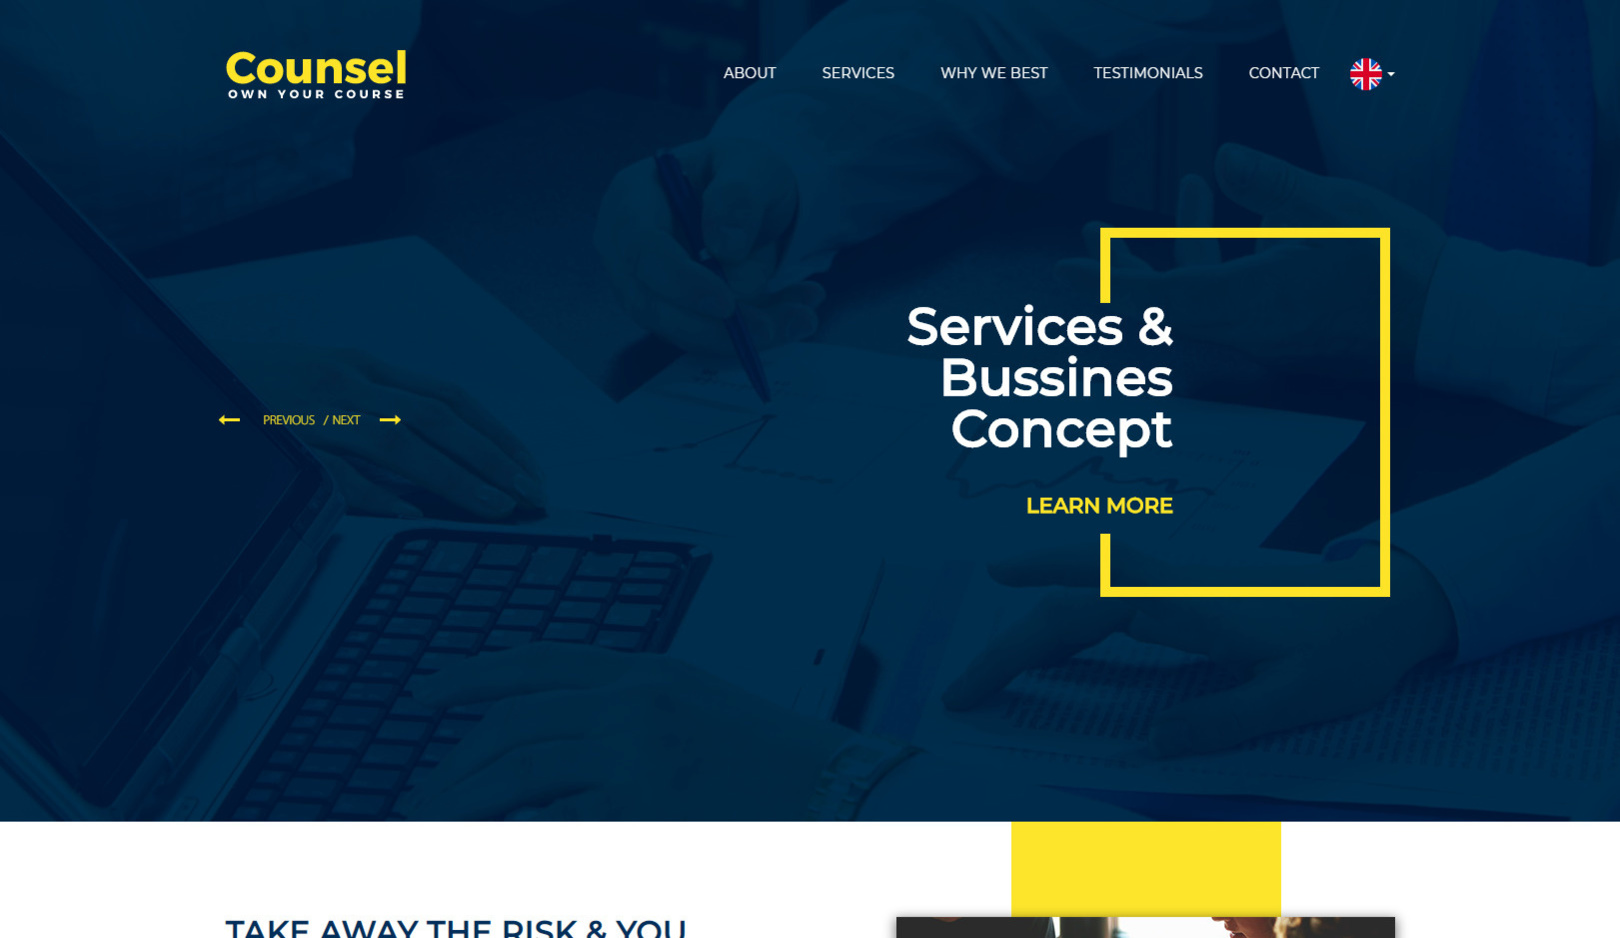 Counsel
OWN YOUR COURSE
ABOUT
SERVICES
WHY WE BEST
TESTIMONIALS
CONTACT
Services &
Bussines
Concept
PREVIOUS / NEXT
LEARN MORE
TAKE AWAY THE RISK & YOU